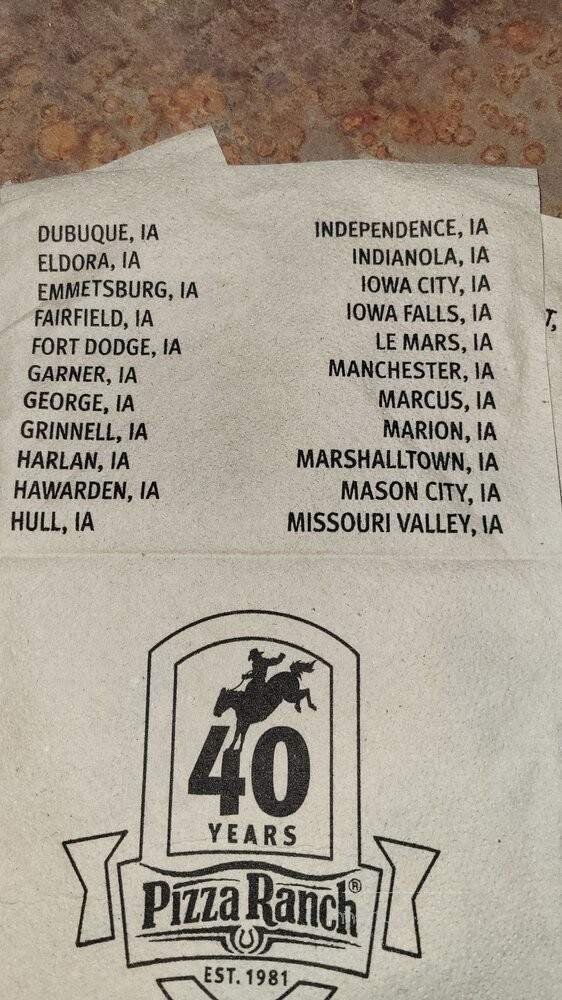 DUBUQUE, IA
ELDORA, IA
EMMETSBURG, IA
FAIRFIELD, IA
FORT DODGE, IA
GARNER, IA
GEORGE, IA
GRINNELL, IA
HARLAN, IA
HAWARDEN, IA
HULL, IA
INDEPENDENCE, IA
INDIANOLA, IA
IOWA CITY, IA
IOWA FALLS, IA
LE MARS, IA
MANCHESTER, IA
MARCUS, IA
MARION, IA
MARSHALLTOWN, IA
MASON CITY, IA
MISSOURI VALLEY, IA
40
YEARS
Pizza Ranch®
EST. 1981